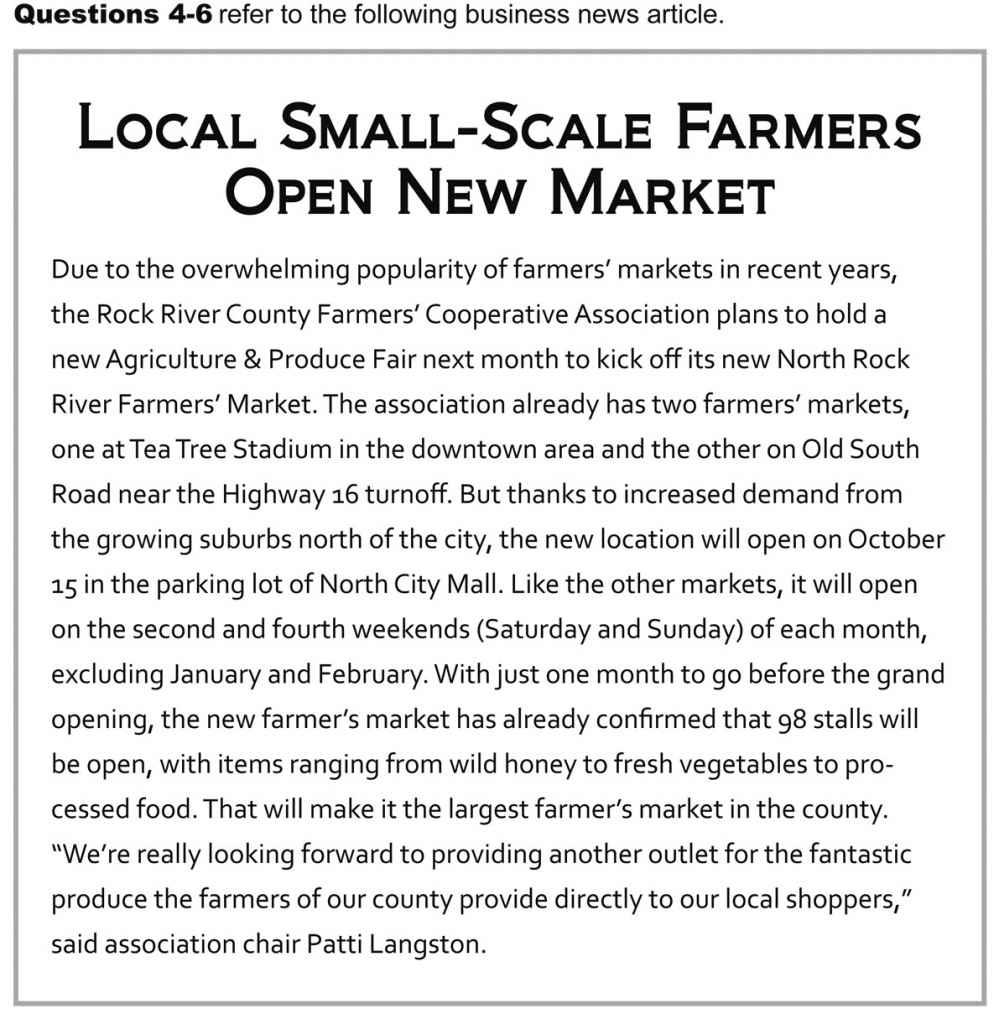 Questions 4-6 refer to the following business news article.
Local Small-Scale Farmers
Open New Market
Due to the overwhelming popularity of farmers’ markets in recent years,
the Rock River County Farmers’ Cooperative Association plans to hold a
new Agriculture & Produce Fair next month to kick off its new North Rock
River Farmers’ Market. The association already has two farmers’ markets,
one at Tea Tree Stadium in the downtown area and the other on Old South
Road near the Highway 16 turnoff. But thanks to increased demand from
the growing suburbs north of the city, the new location will open on October
15 in the parking lot of North City Mall. Like the other markets, it will open
on the second and fourth weekends (Saturday and Sunday) of each month,
excluding January and February. With just one month to go before the grand
opening, the new farmer’s market has already confirmed that 98 stalls will
be open, with items ranging from wild honey to fresh vegetables to pro-
cessed food. That will make it the largest farmer’s market in the county.
“We’re really looking forward to providing another outlet for the fantastic
produce the farmers of our county provide directly to our local shoppers,”
said association chair Patti Langston.